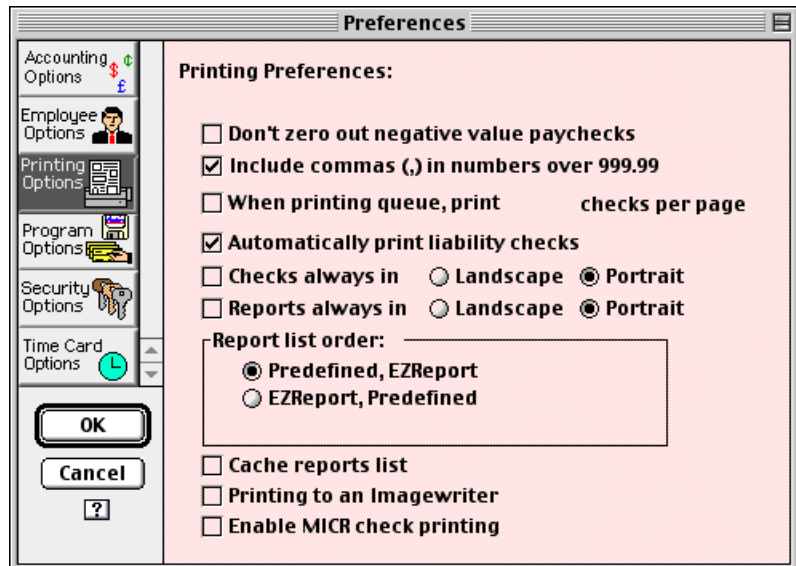 Preferences
Accounting
Options
$ ¢
£
Employee
Options
Printing
Options
Program
Options
Security
Options
Time Card
Options
OK
Cancel
?
Printing Preferences:
Don't zero out negative value paychecks
Include commas (,) in numbers over 999.99
When printing queue, print checks per page
Automatically print liability checks
Checks always in Landscape Portrait
Reports always in Landscape Portrait
Report list order:
Predefined, EZReport
EZReport, Predefined
Cache reports list
Printing to an Imagewriter
Enable MICR check printing